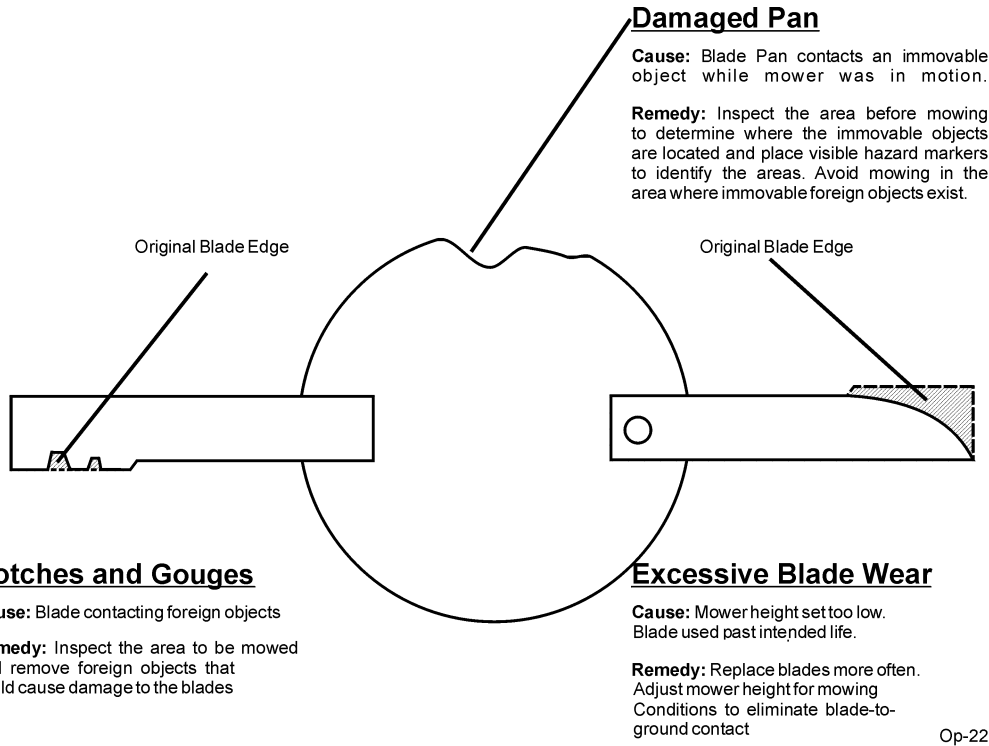 Damaged Pan
Cause: Blade Pan contacts an immovable
object while mower was in motion.
Remedy: Inspect the area before mowing
to determine where the immovable objects
are located and place visible hazard markers
to identify the areas. Avoid mowing in the
area where immovable foreign objects exist.
Original Blade Edge
Original Blade Edge
otches and Gouges
use: Blade contacting foreign objects
medy: Inspect the area to be mowed
remove foreign objects that
ld cause damage to the blades
Excessive Blade Wear
Cause: Mower height set too low.
Blade used past intended life.
Remedy: Replace blades more often.
Adjust mower height for mowing
Conditions to eliminate blade-to-
ground contact
Op-22